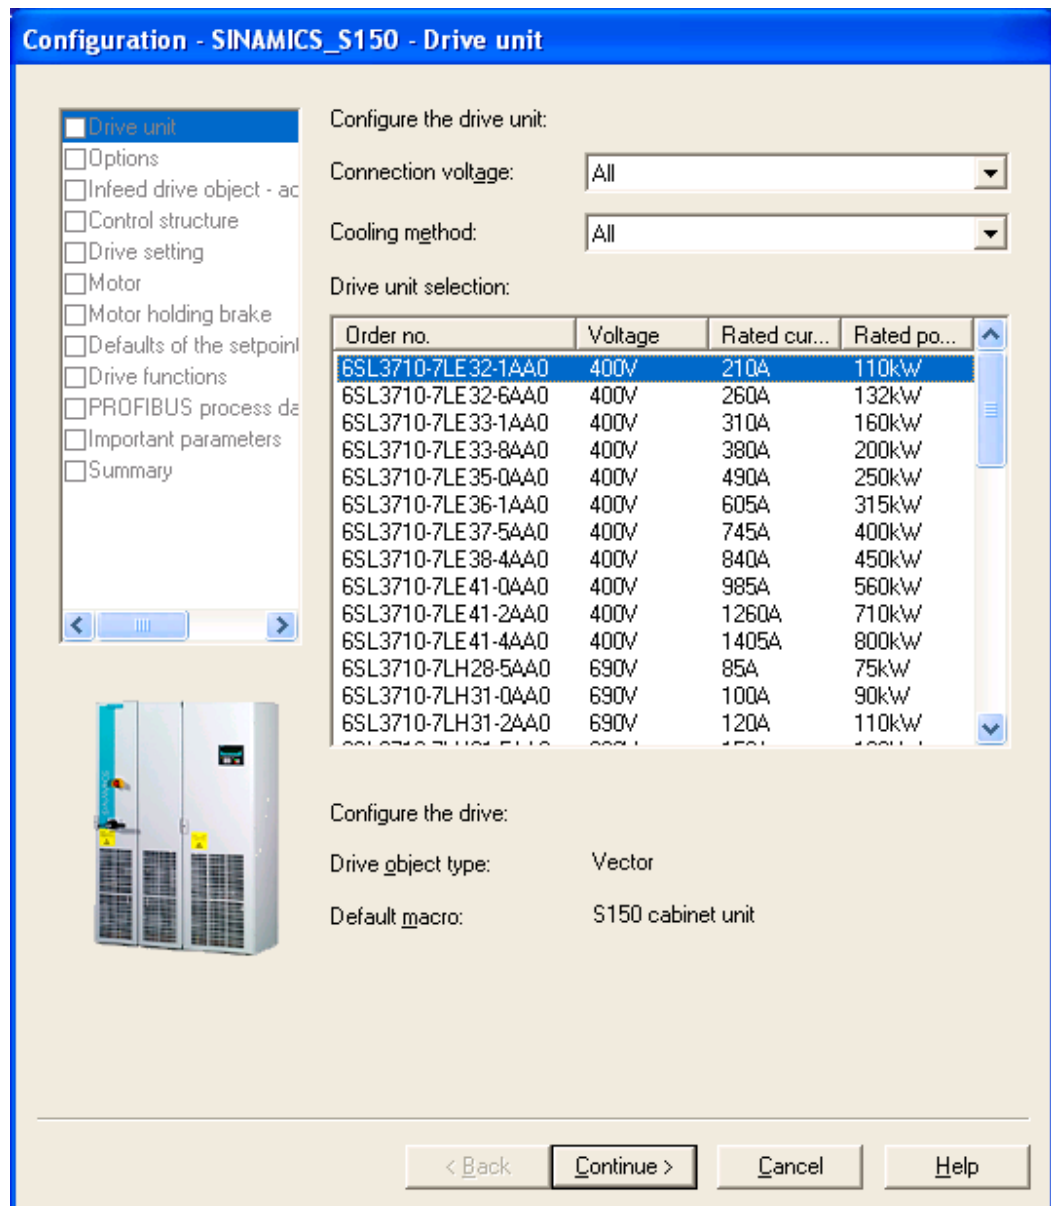 Configuration - SINAMICS_S150 - Drive unit
Drive unit
Options
Infeed drive object - ac
Control structure
Drive setting
Motor
Motor holding brake
Defaults of the setpoint
Drive functions
PROFIBUS process da
Important parameters
Summary
Configure the drive unit:
Connection voltage: All
Cooling method: All
Drive unit selection:
Order no. Voltage Rated cur... Rated po...
6SL3710-7LE32-1AA0 400V 210A 110kW
6SL3710-7LE32-6AA0 400V 260A 132kW
6SL3710-7LE33-1AA0 400V 310A 160kW
6SL3710-7LE33-8AA0 400V 380A 200kW
6SL3710-7LE35-0AA0 400V 490A 250kW
6SL3710-7LE36-1AA0 400V 605A 315kW
6SL3710-7LE37-5AA0 400V 745A 400kW
6SL3710-7LE38-4AA0 400V 840A 450kW
6SL3710-7LE41-0AA0 400V 985A 560kW
6SL3710-7LE41-2AA0 400V 1260A 710kW
6SL3710-7LE41-4AA0 400V 1405A 800kW
6SL3710-7LH28-5AA0 690V 85A 75kW
6SL3710-7LH31-0AA0 690V 100A 90kW
6SL3710-7LH31-2AA0 690V 120A 110kW
SINAMICS
Configure the drive:
Drive object type: Vector
Default macro: S150 cabinet unit
< Back Continue > Cancel Help